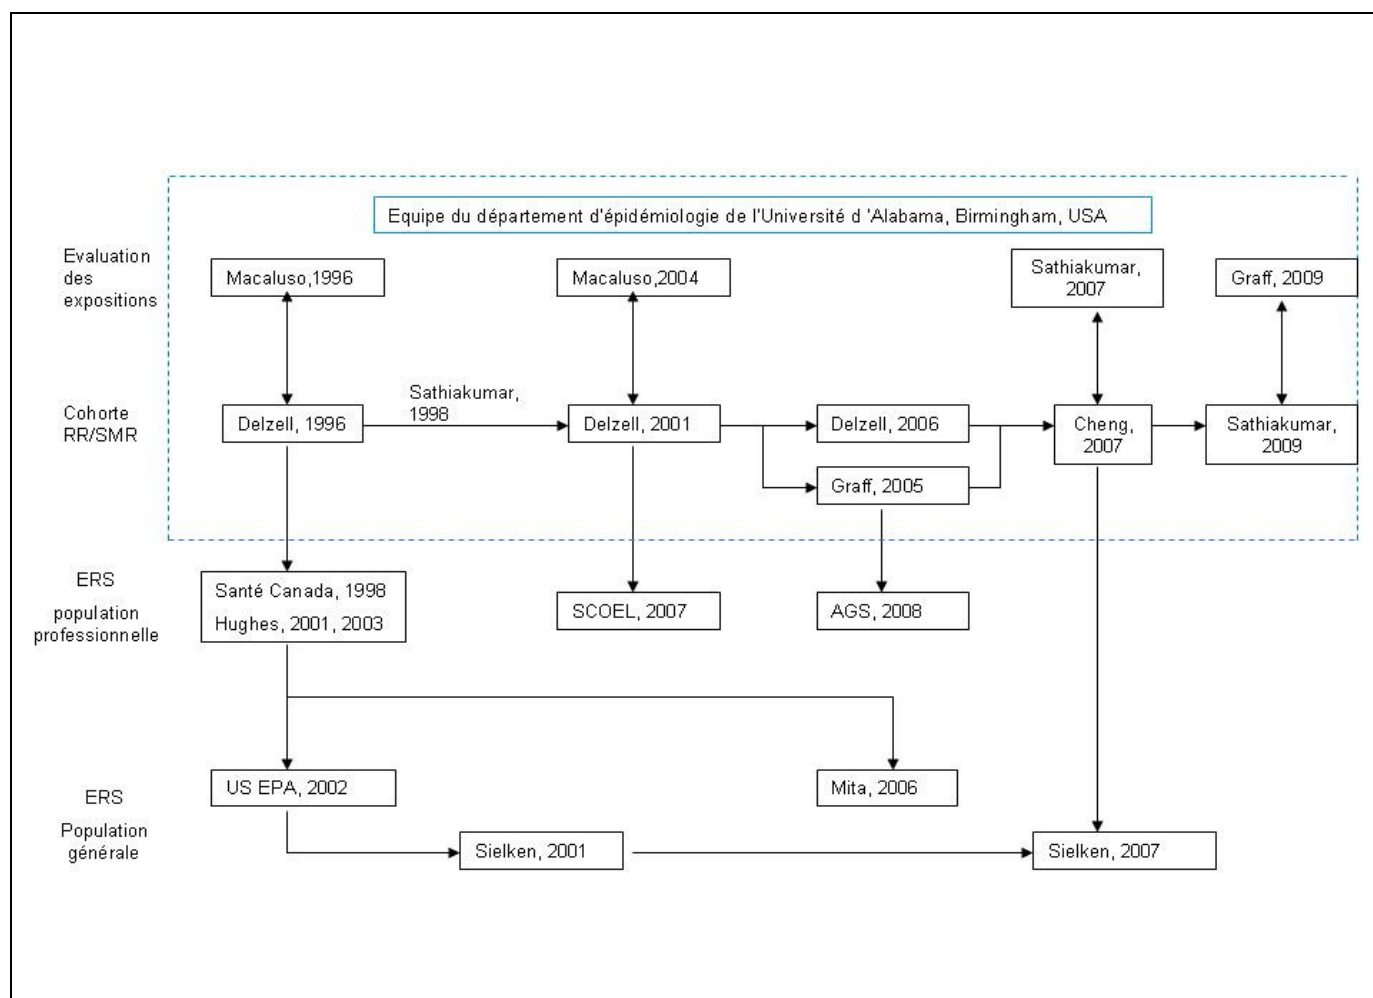 Equipe du département d'épidémiologie de l'Université d 'Alabama, Birmingham, USA
Evaluation
des
expositions
Macaluso,1996
Macaluso,2004
Sathiakumar,
2007
Graff, 2009
Cohorte
RR/SMR
Delzell, 1996
Sathiakumar,
1998
Delzell, 2001
Delzell, 2006
Graff, 2005
Cheng,
2007
Sathiakumar,
2009
ERS
population
professionnelle
Santé Canada, 1998
Hughes, 2001, 2003
SCOEL, 2007
AGS, 2008
ERS
Population
générale
US EPA, 2002
Mita, 2006
Sielken, 2001
Sielken, 2007